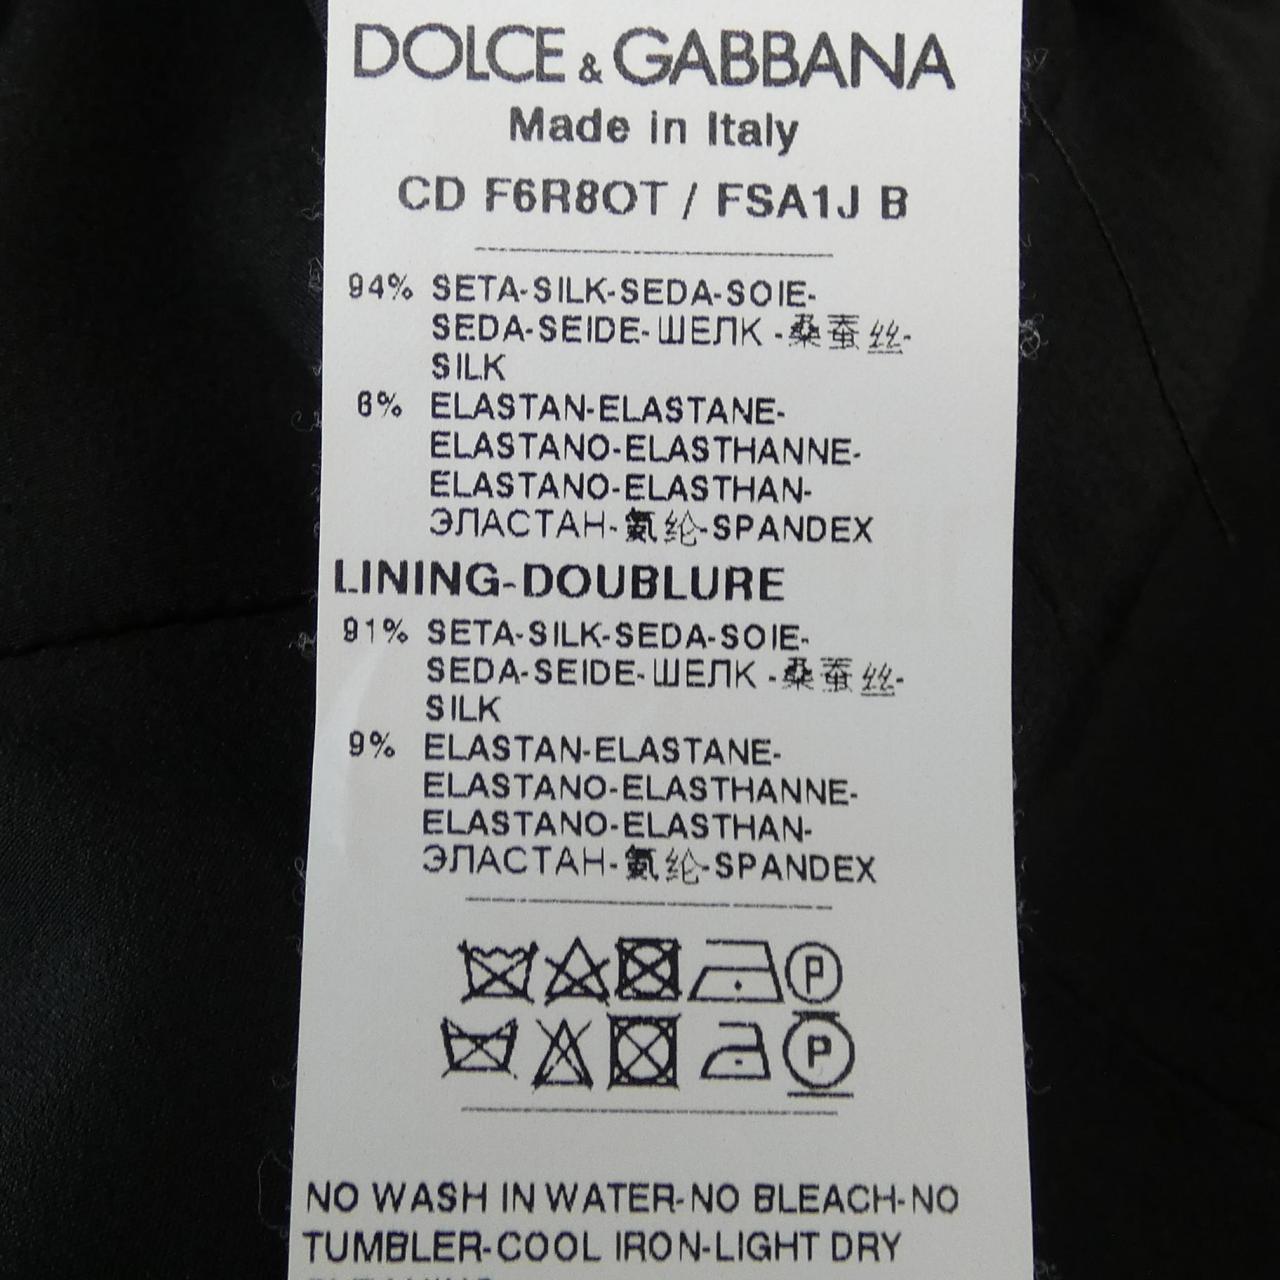 DOLCE & GABBANA
Made in Italy
CD F6R8OT / FSA1J B
94% SETA-SILK-SEDA-SOIE-
SEDA-SEIDE-ШЕЛК -桑蚕丝-
SILK
6% ELASTAN-ELASTANE-
ELASTANO-ELASTHANNE-
ELASTANO-ELASTHAN-
ЭЛАСТАН-氨纶-SPANDEX
LINING-DOUBLURE
91% SETA-SILK-SEDA-SOIE-
SEDA-SEIDE-ШЕЛК -桑蚕丝-
SILK
9% ELASTAN-ELASTANE-
ELASTANO-ELASTHANNE-
ELASTANO-ELASTHAN-
ЭЛАСТАН-氨纶-SPANDEX
P
P
NO WASH IN WATER-NO BLEACH-NO
TUMBLER-COOL IRON-LIGHT DRY